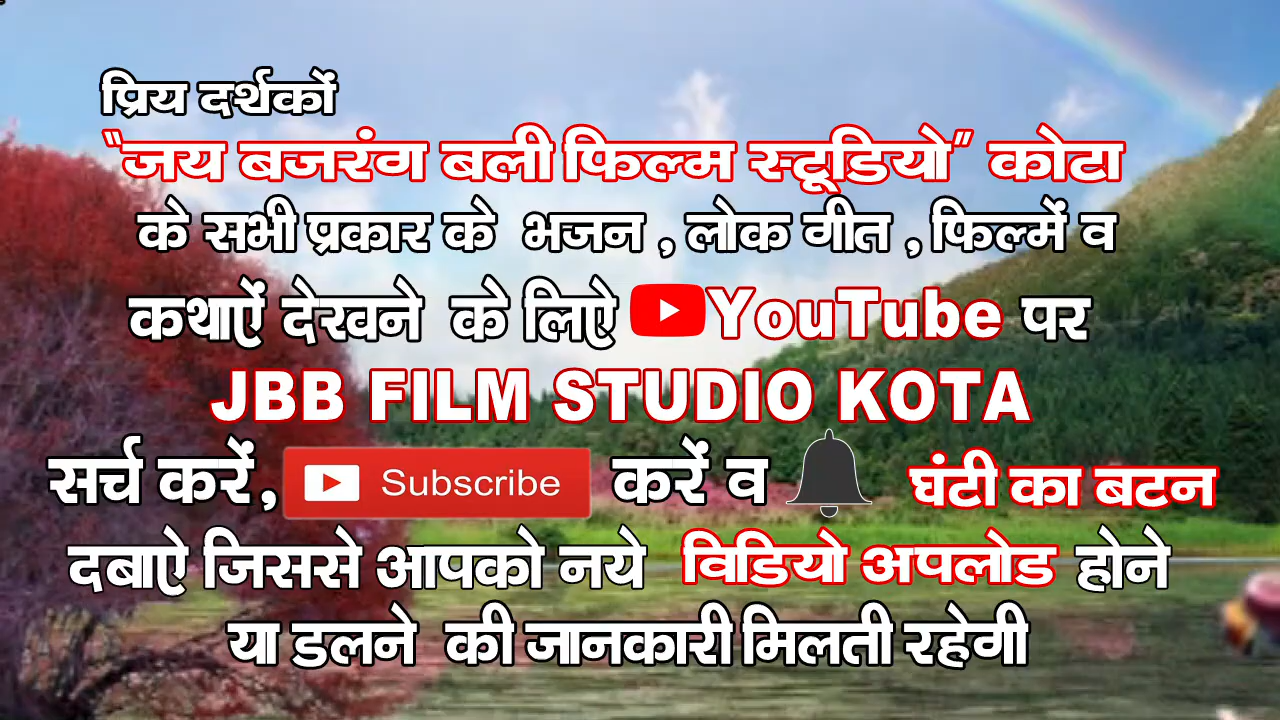 प्रिय दर्शकों
“जय बजरंग बली फिल्म स्टूडियो” कोटा
के सभी प्रकार के भजन , लोक गीत , फिल्में व
कथाऐं देखने के लिऐ YouTube पर
JBB FILM STUDIO KOTA
सर्च करें, Subscribe करें व घंटी का बटन
दबाऐ जिससे आपको नये विडियो अपलोड होने
या डलने की जानकारी मिलती रहेगी